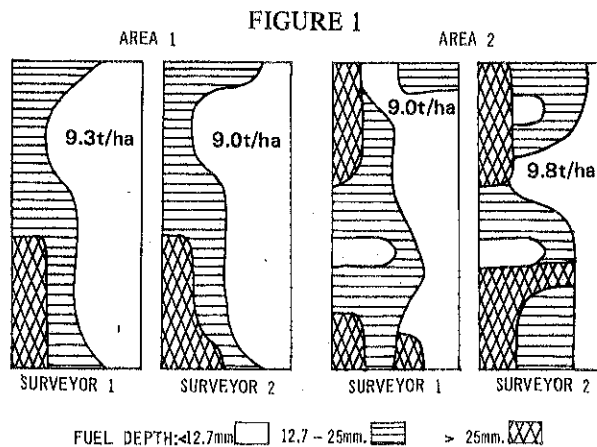 FIGURE 1
AREA 1
AREA 2
9.3t/ha
9.0t/ha
9.0t/ha
9.8t/ha
SURVEYOR 1
SURVEYOR 2
SURVEYOR 1
SURVEYOR 2
FUEL DEPTH:<12.7mm. 12.7 - 25mm. > 25mm.